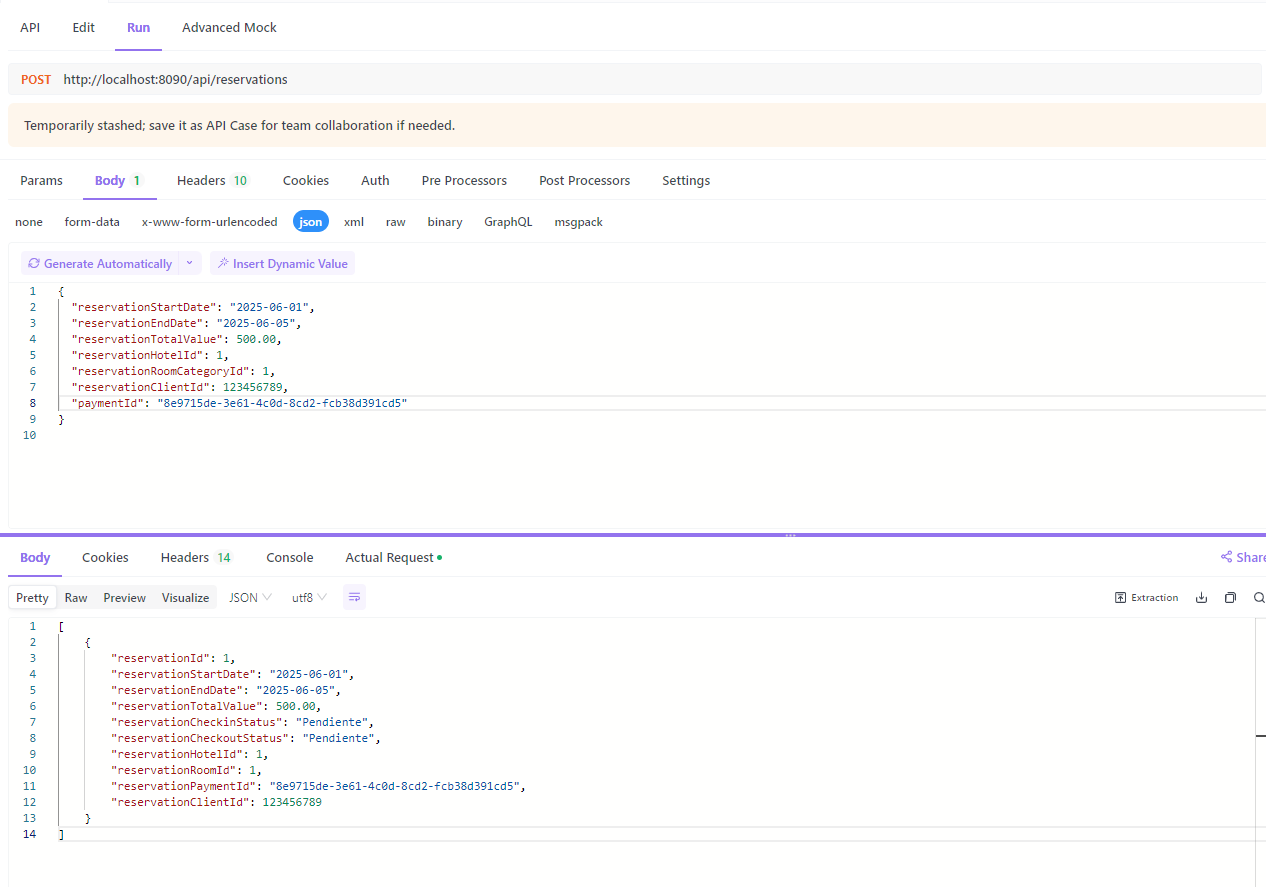 API Edit Run Advanced Mock
POST http://localhost:8090/api/reservations
Temporarily stashed; save it as API Case for team collaboration if needed.
Params Body 1 Headers 10 Cookies Auth Pre Processors Post Processors Settings
none form-data x-www-form-urlencoded json xml raw binary GraphQL msgpack
Generate Automatically Insert Dynamic Value
1 {
2 "reservationStartDate": "2025-06-01",
3 "reservationEndDate": "2025-06-05",
4 "reservationTotalValue": 500.00,
5 "reservationHotelId": 1,
6 "reservationRoomCategoryId": 1,
7 "reservationClientId": 123456789,
8 "paymentId": "8e9715de-3e61-4c0d-8cd2-fcb38d391cd5"
9 }
10
Body Cookies Headers 14 Console Actual Request Share
Pretty Raw Preview Visualize JSON utf8 Extraction
1 [
2 {
3 "reservationId": 1,
4 "reservationStartDate": "2025-06-01",
5 "reservationEndDate": "2025-06-05",
6 "reservationTotalValue": 500.00,
7 "reservationCheckinStatus": "Pendiente",
8 "reservationCheckoutStatus": "Pendiente",
9 "reservationHotelId": 1,
10 "reservationRoomId": 1,
11 "reservationPaymentId": "8e9715de-3e61-4c0d-8cd2-fcb38d391cd5",
12 "reservationClientId": 123456789
13 }
14 ]